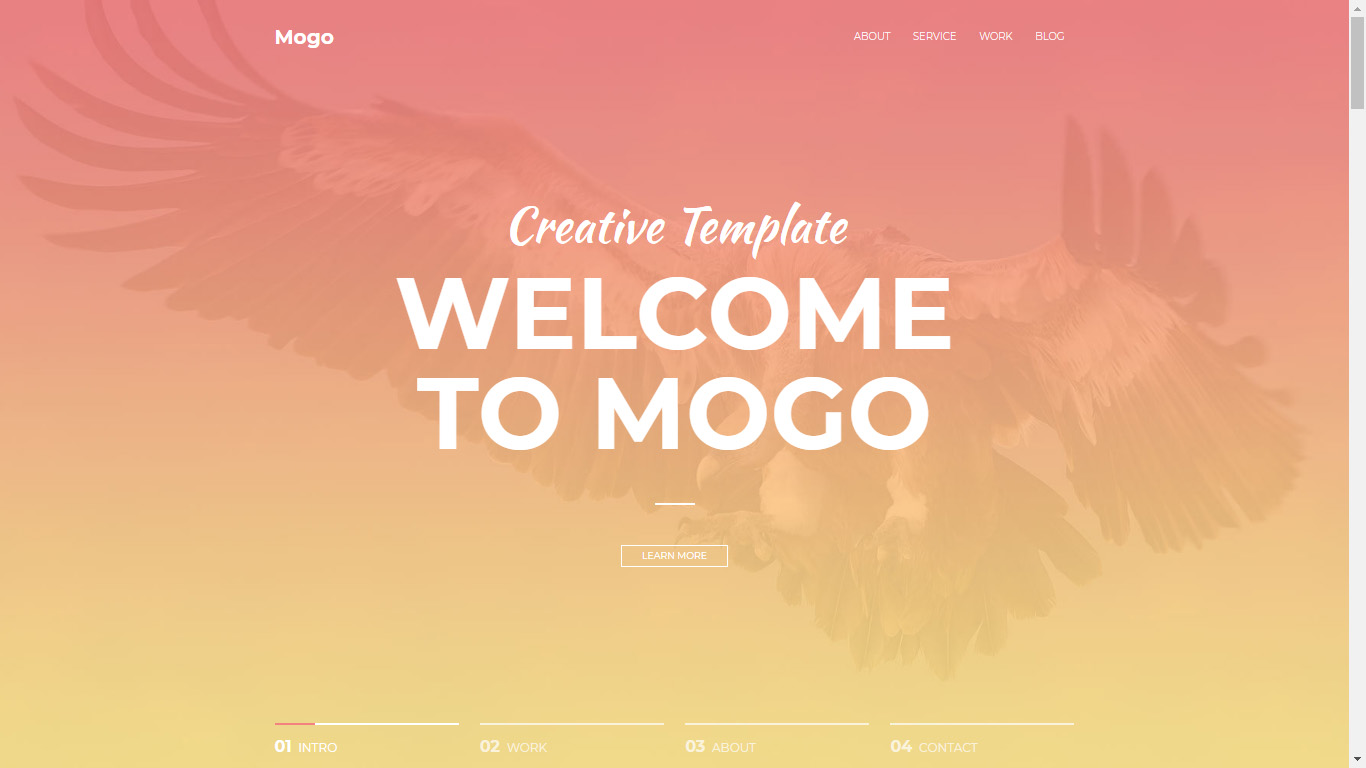 Mogo
ABOUT SERVICE WORK BLOG
Creative Template
WELCOME
TO MOGO
LEARN MORE
01 INTRO
02 WORK
03 ABOUT
04 CONTACT